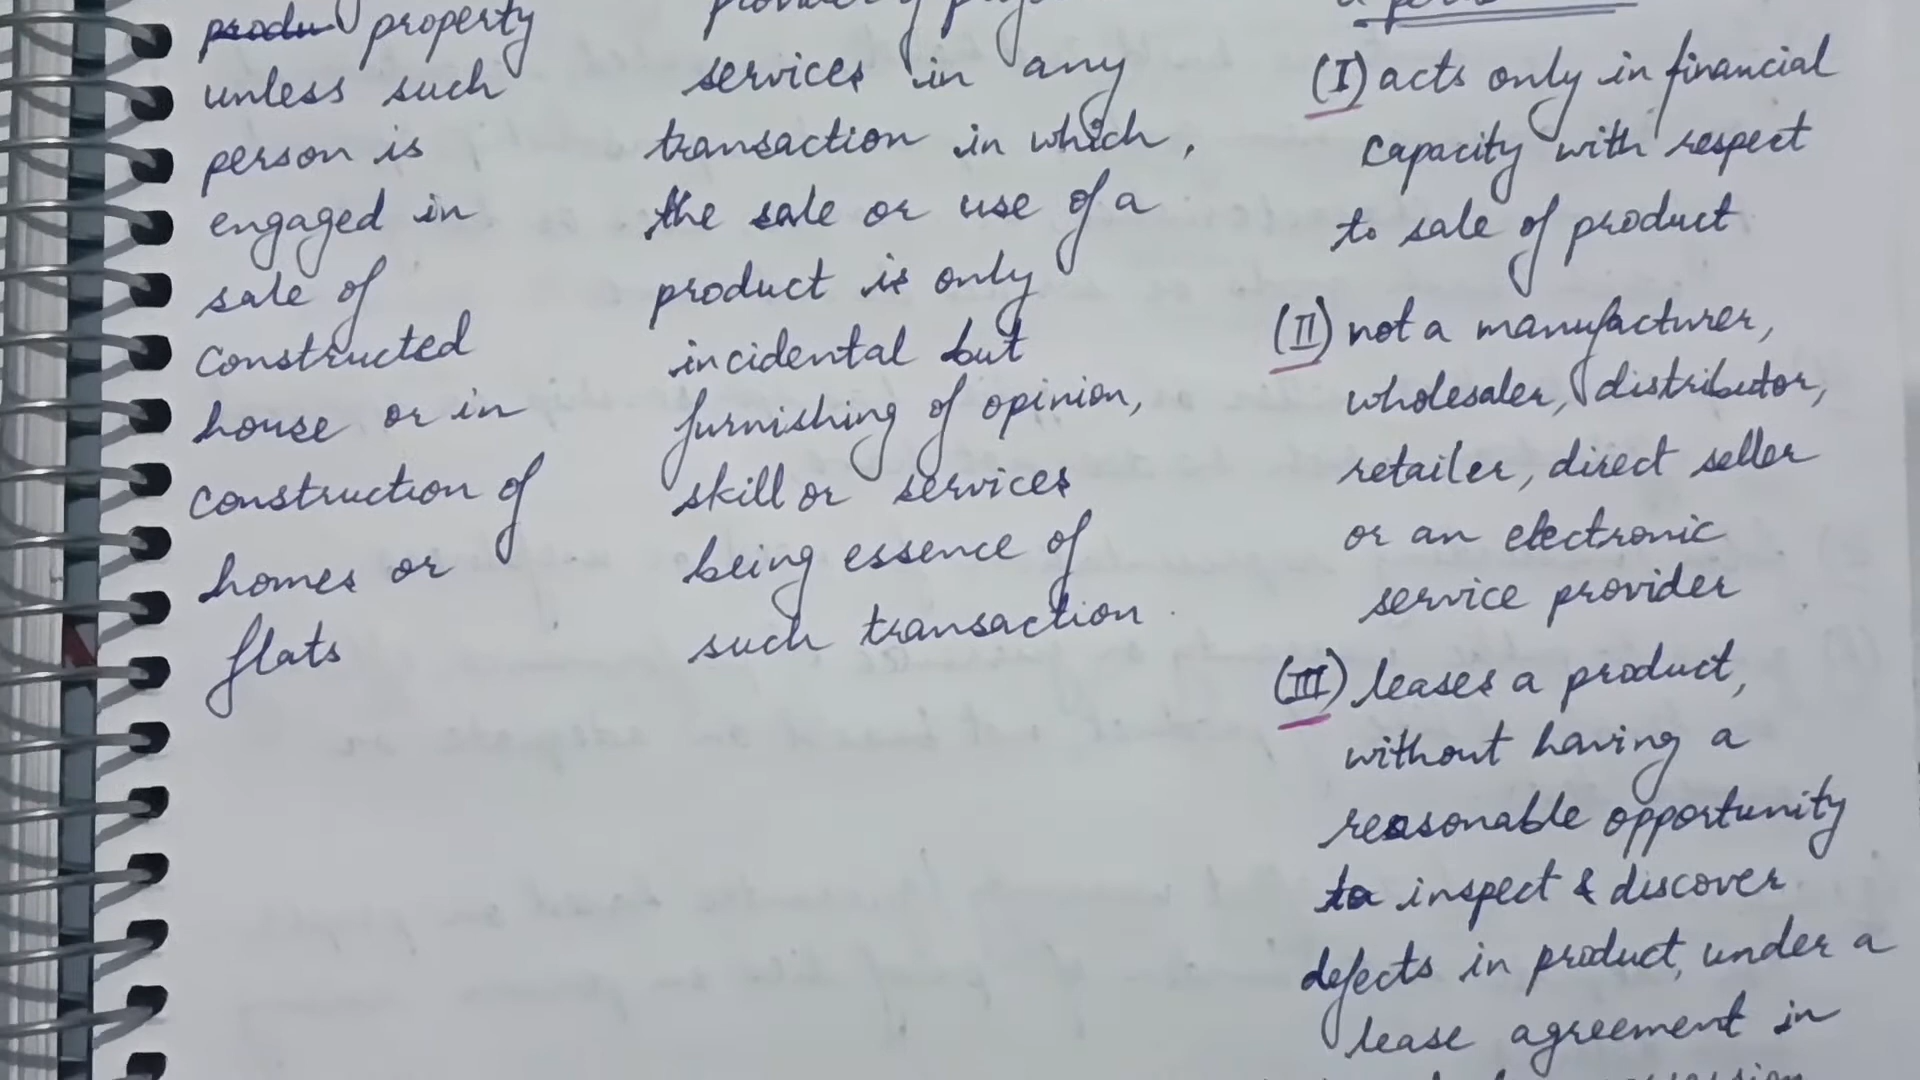 property
unless such
person is
engaged in
sale of
constructed
house or in
construction of
homes or
flats
services in any
transaction in which,
the sale or use of a
product is only
incidental but
furnishing of opinion,
skill or services
being essence of
such transaction
(I) acts only in financial
capacity with respect
to sale of product
(II) not a manufacturer,
wholesaler, distributor,
retailer, direct seller
or an electronic
service provider
(III) leases a product,
without having a
reasonable opportunity
to inspect & discover
defects in product, under a
lease agreement in